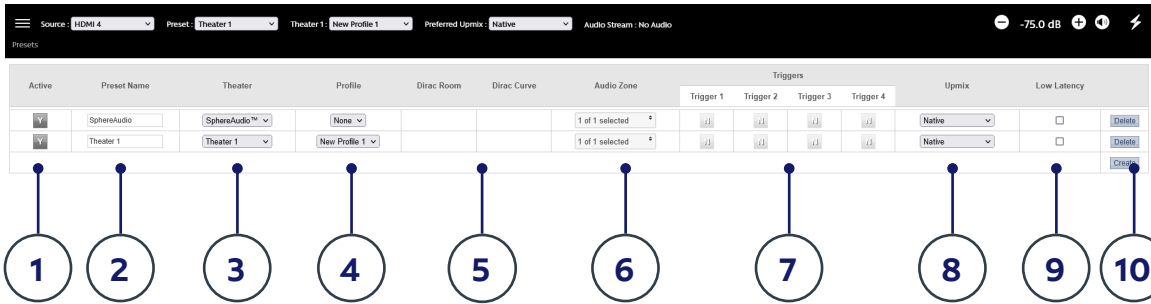 Source : HDMI 4 Preset : Theater 1 Theater 1 : New Profile 1 Preferred Upmix : Native Audio Stream : No Audio -75.0 dB
Presets
Active Preset Name Theater Profile Dirac Room Dirac Curve Audio Zone Triggers Upmix Low Latency
Trigger 1 Trigger 2 Trigger 3 Trigger 4
Y SphereAudio SphereAudio™ None 1 of 1 selected N N N N Native Delete
Y Theater 1 Theater 1 New Profile 1 1 of 1 selected N N N N Native Delete
Create
1 2 3 4 5 6 7 8 9 10